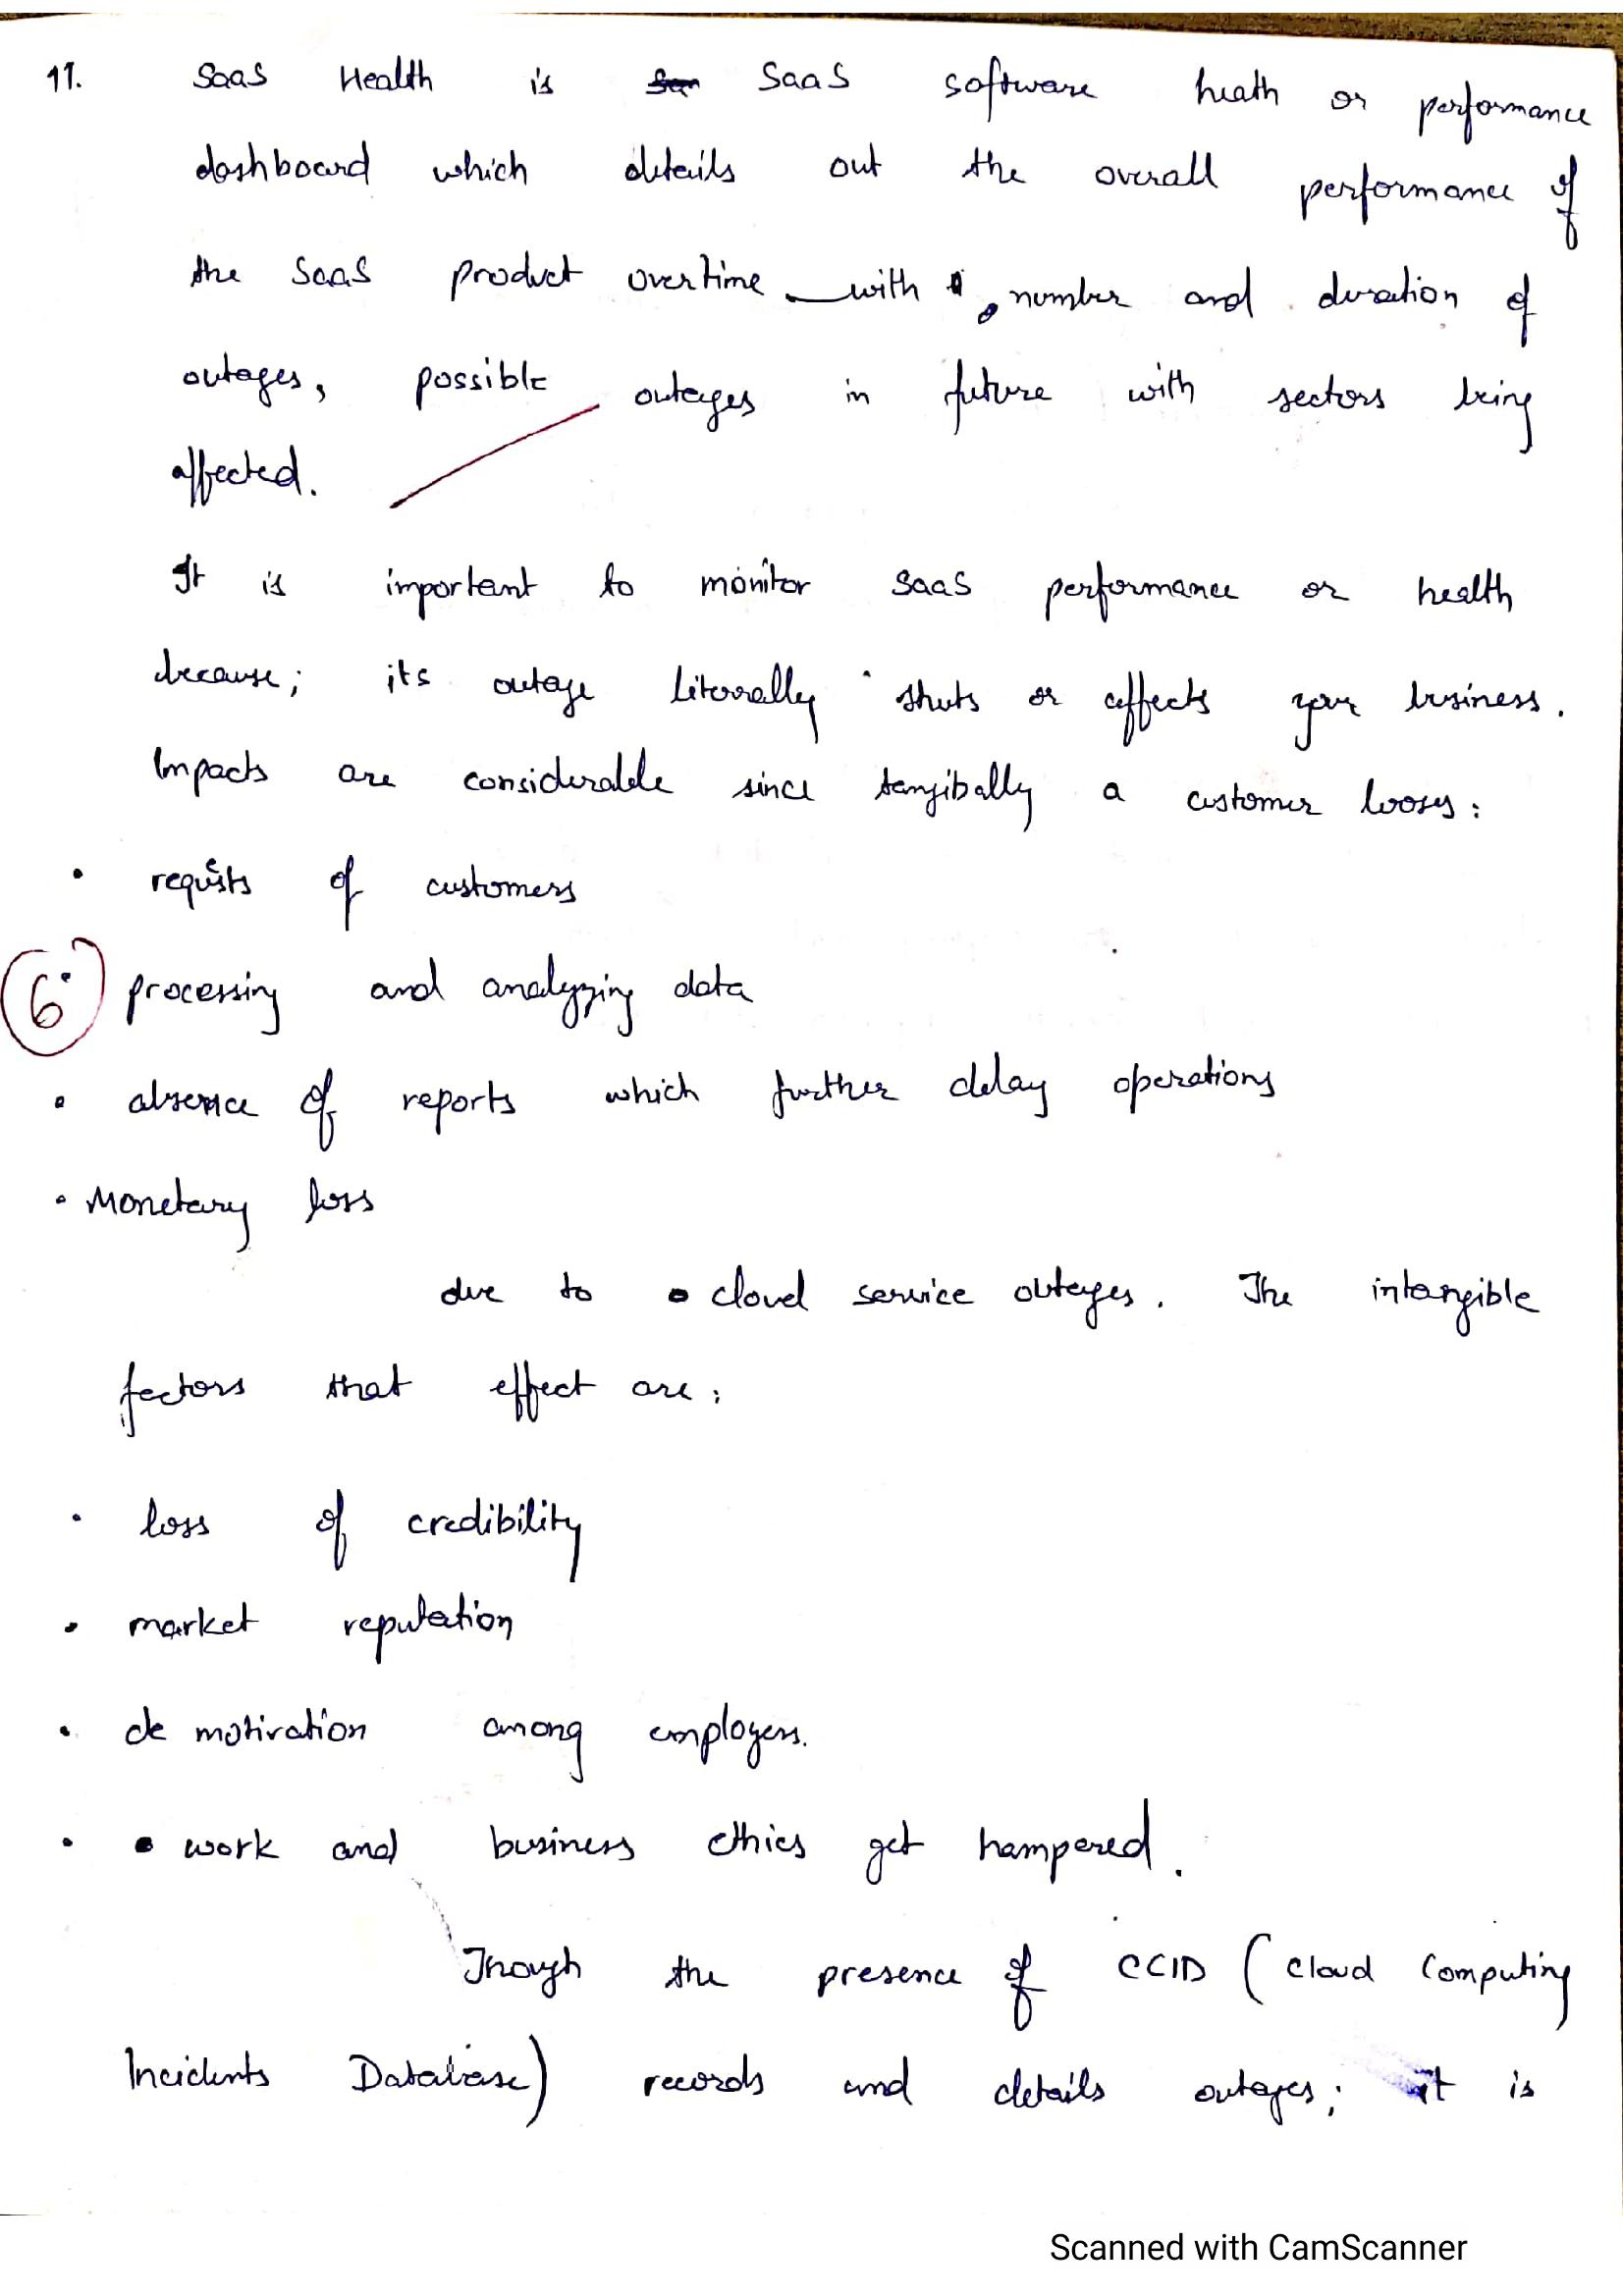 11. SaaS Health is SaaS software heath or performance
dashboard which details out the overall performance of
the SaaS product overtime with number and duration of
outages, possible outages in future with sectors being
affected.
It is important to monitor SaaS performance or health
because; its outage literally shuts or affects your business.
Impacts are considerable since tangibally a customer looses:
• requests of customers
6 • processing and analyzing data
• absence of reports which further delay operations
• Monetary loss
due to cloud service outages. The intangible
factors that effect are:
• loss of credibility
• market reputation
• de motivation among employers.
• work and business ethics get hampered.
Though the presence of CCID (Cloud Computing
Incidents Database) records and details outages; it is
Scanned with CamScanner